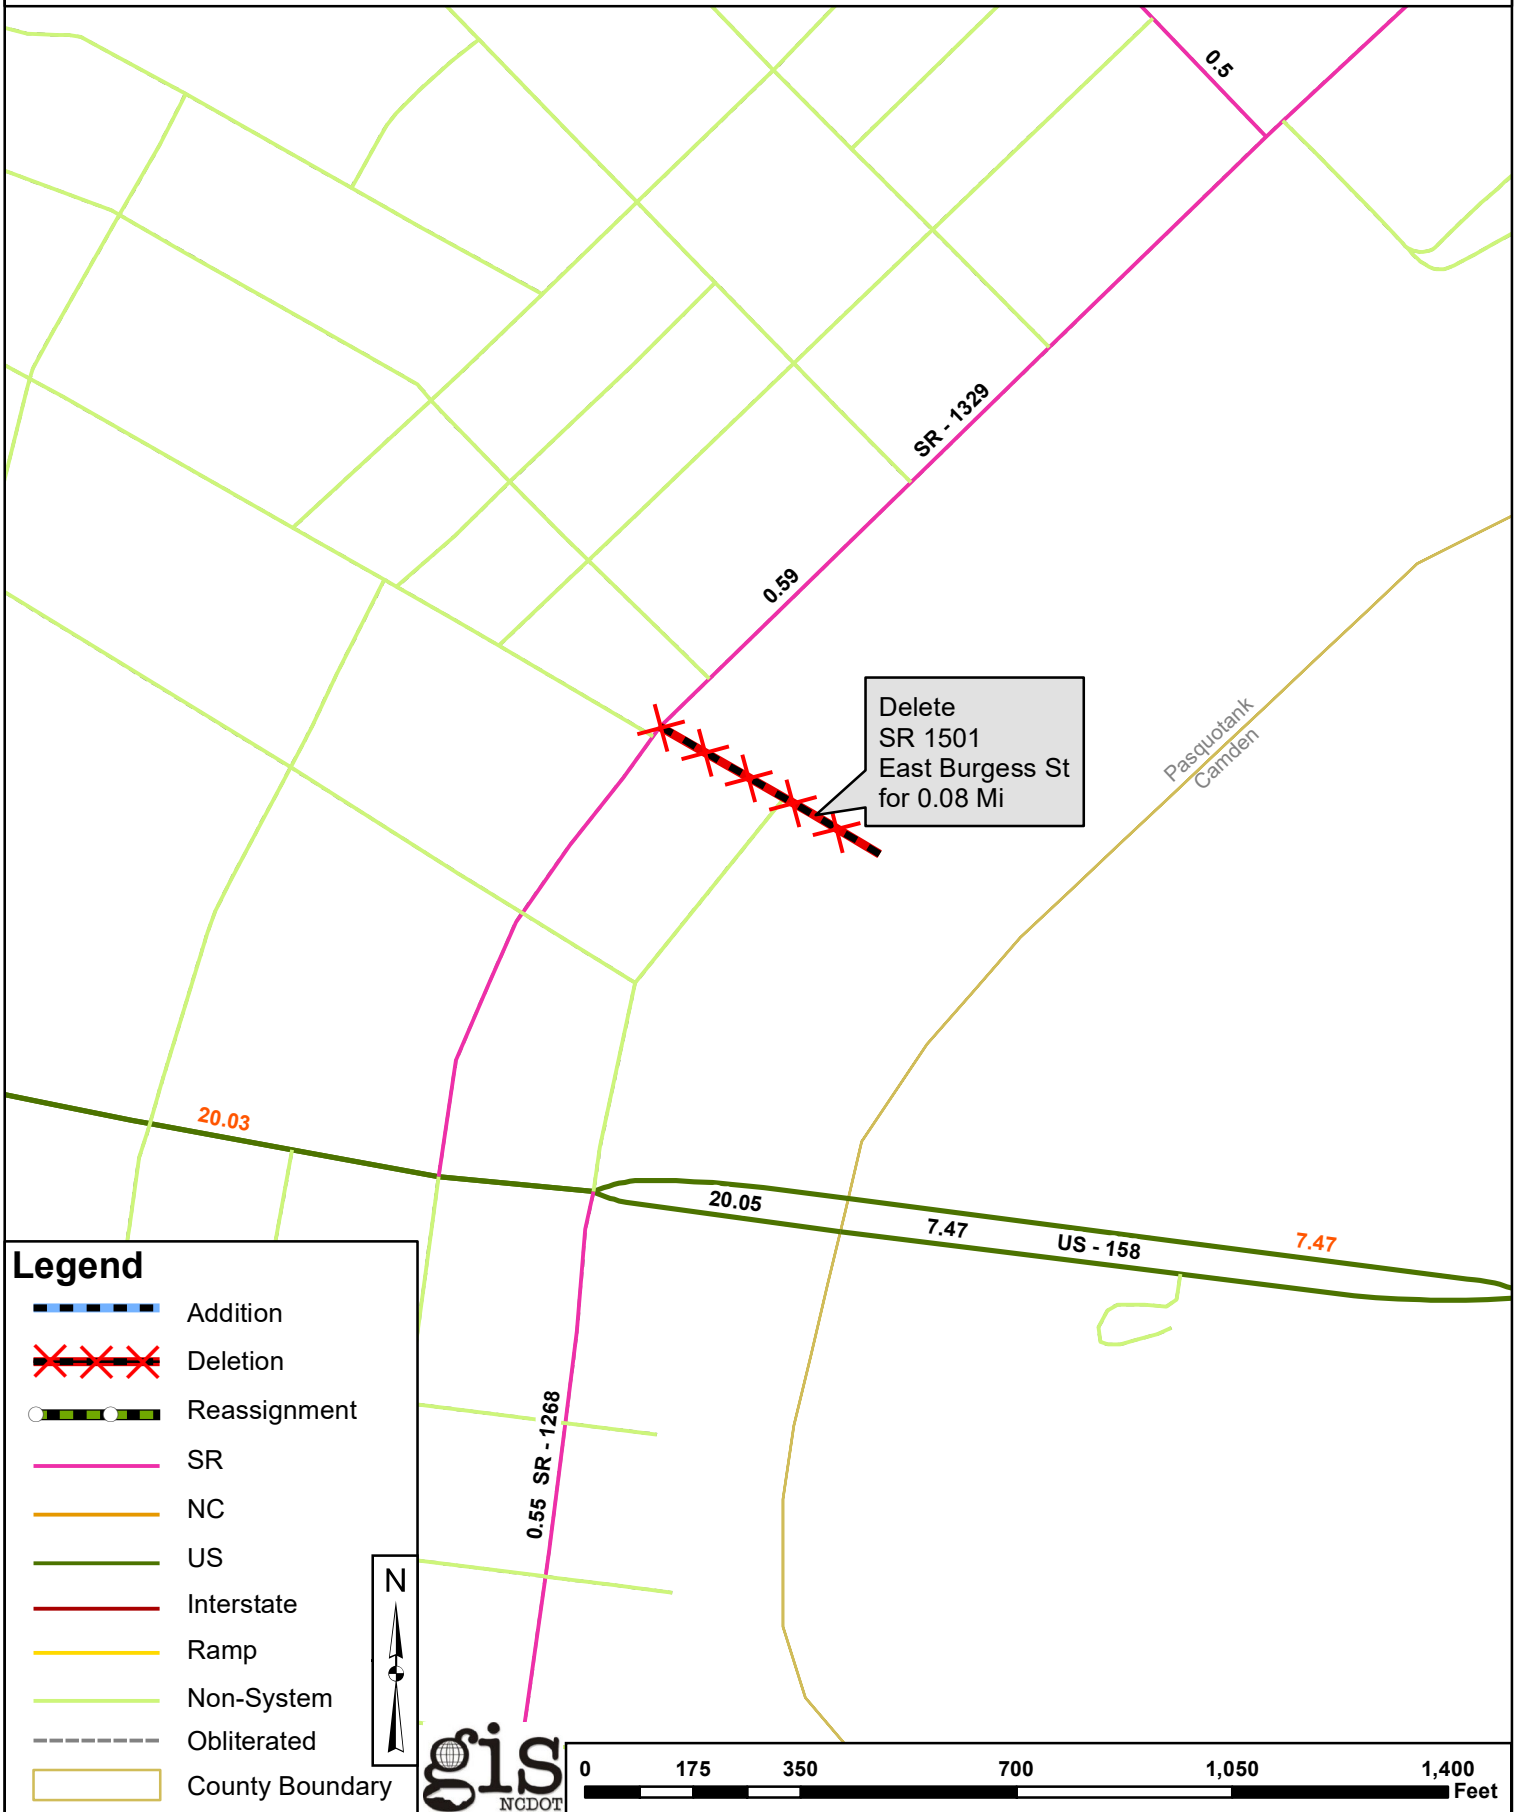 0.5
SR - 1329
0.59
Delete
SR 1501
East Burgess St
for 0.08 Mi
Pasquotank
Camden
20.03
20.05
7.47
US - 158
7.47
0.55 SR - 1268
Legend
Addition
Deletion
Reassignment
SR
NC
US
Interstate
Ramp
Non-System
Obliterated
County Boundary
N
gis
NCDOT
0 175 350 700 1,050 1,400
Feet